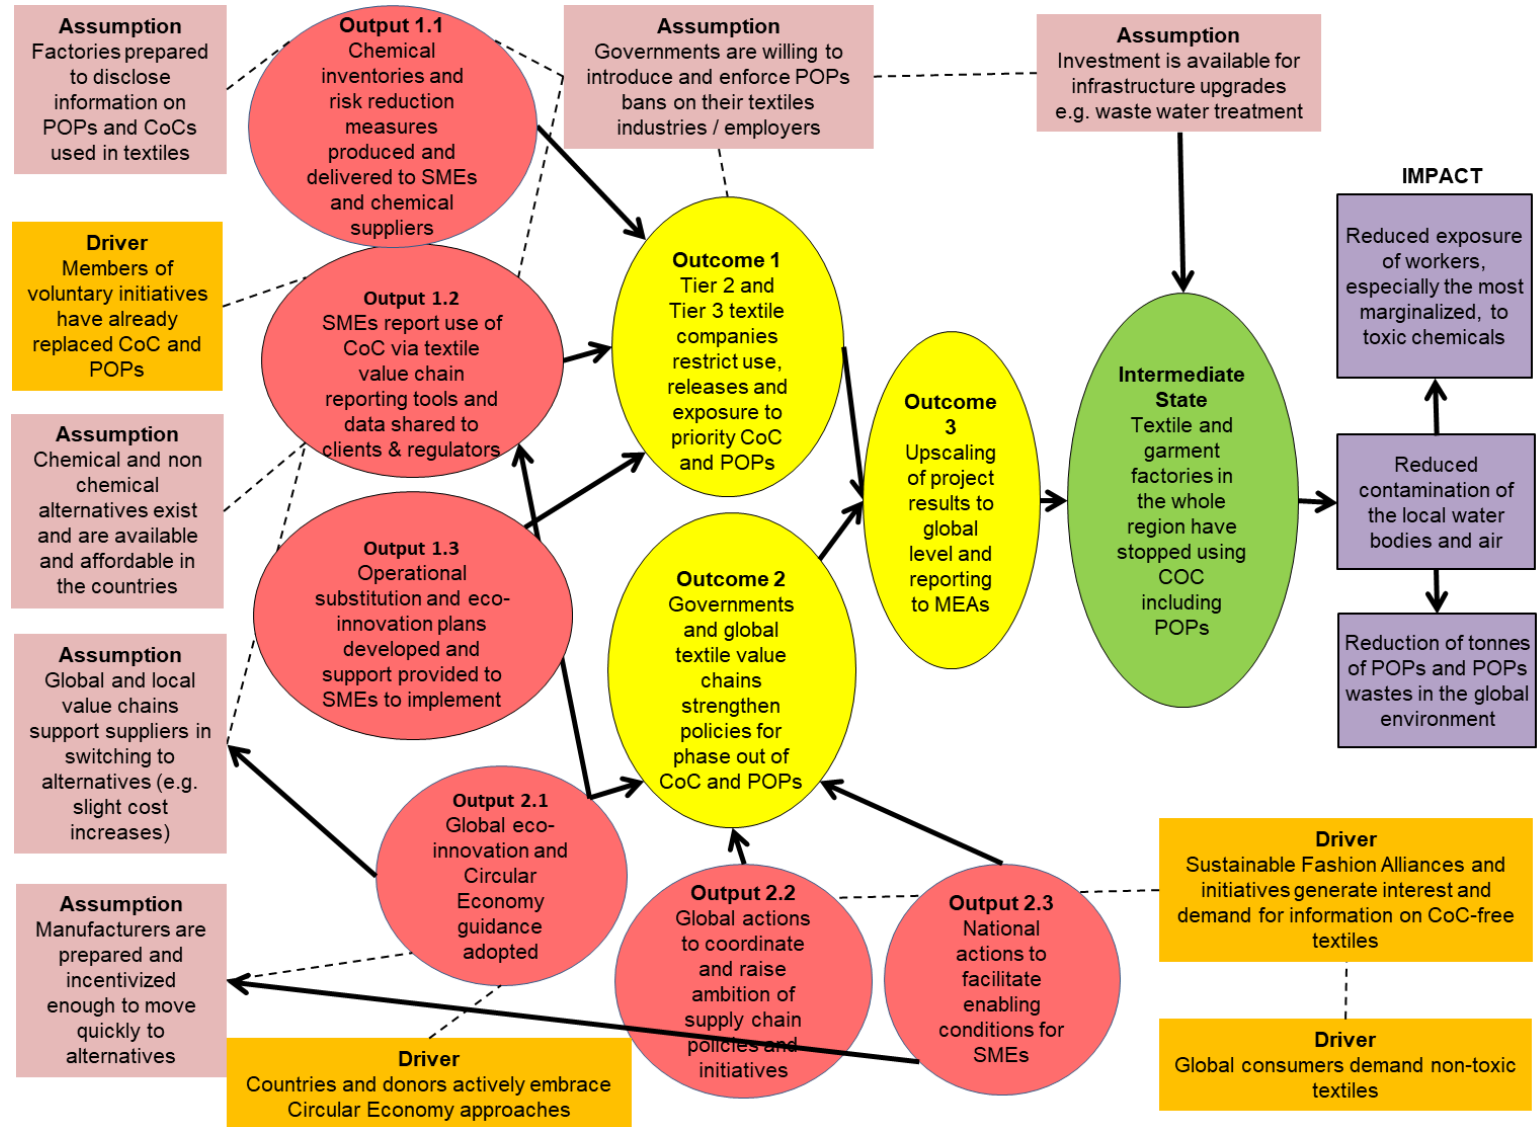 Assumption
Factories prepared
to disclose
information on
POPs and CoCs
used in textiles
Output 1.1
Chemical
inventories and
risk reduction
measures
produced and
delivered to SMEs
and chemical
suppliers
Assumption
Governments are willing to
introduce and enforce POPs
bans on their textiles
industries / employers
Assumption
Investment is available for
infrastructure upgrades
e.g. waste water treatment
Driver
Members of
voluntary initiatives
have already
replaced CoC and
POPs
Output 1.2
SMEs report use of
CoC via textile
value chain
reporting tools and
data shared to
clients & regulators
Outcome 1
Tier 2 and
Tier 3 textile
companies
restrict use,
releases and
exposure to
priority CoC
and POPs
Outcome
3
Upscaling
of project
results to
global
level and
reporting
to MEAs
Intermediate
State
Textile and
garment
factories in
the whole
region have
stopped using
COC
including
POPs
IMPACT
Reduced exposure
of workers,
especially the most
marginalized, to
toxic chemicals
Reduced
contamination of
the local water
bodies and air
Reduction of tonnes
of POPs and POPs
wastes in the global
environment
Assumption
Chemical and non
chemical
alternatives exist
and are available
and affordable in
the countries
Output 1.3
Operational
substitution and eco-
innovation plans
developed and
support provided to
SMEs to implement
Outcome 2
Governments
and global
textile value
chains
strengthen
policies for
phase out of
CoC and POPs
Assumption
Global and local
value chains
support suppliers in
switching to
alternatives (e.g.
slight cost
increases)
Output 2.1
Global eco-
innovation and
Circular
Economy
guidance
adopted
Assumption
Manufacturers are
prepared and
incentivized
enough to move
quickly to
alternatives
Output 2.2
Global actions
to coordinate
and raise
ambition of
supply chain
policies and
initiatives
Output 2.3
National
actions to
facilitate
enabling
conditions for
SMEs
Driver
Sustainable Fashion Alliances and
initiatives generate interest and
demand for information on CoC-free
textiles
Driver
Countries and donors actively embrace
Circular Economy approaches
Driver
Global consumers demand non-toxic
textiles